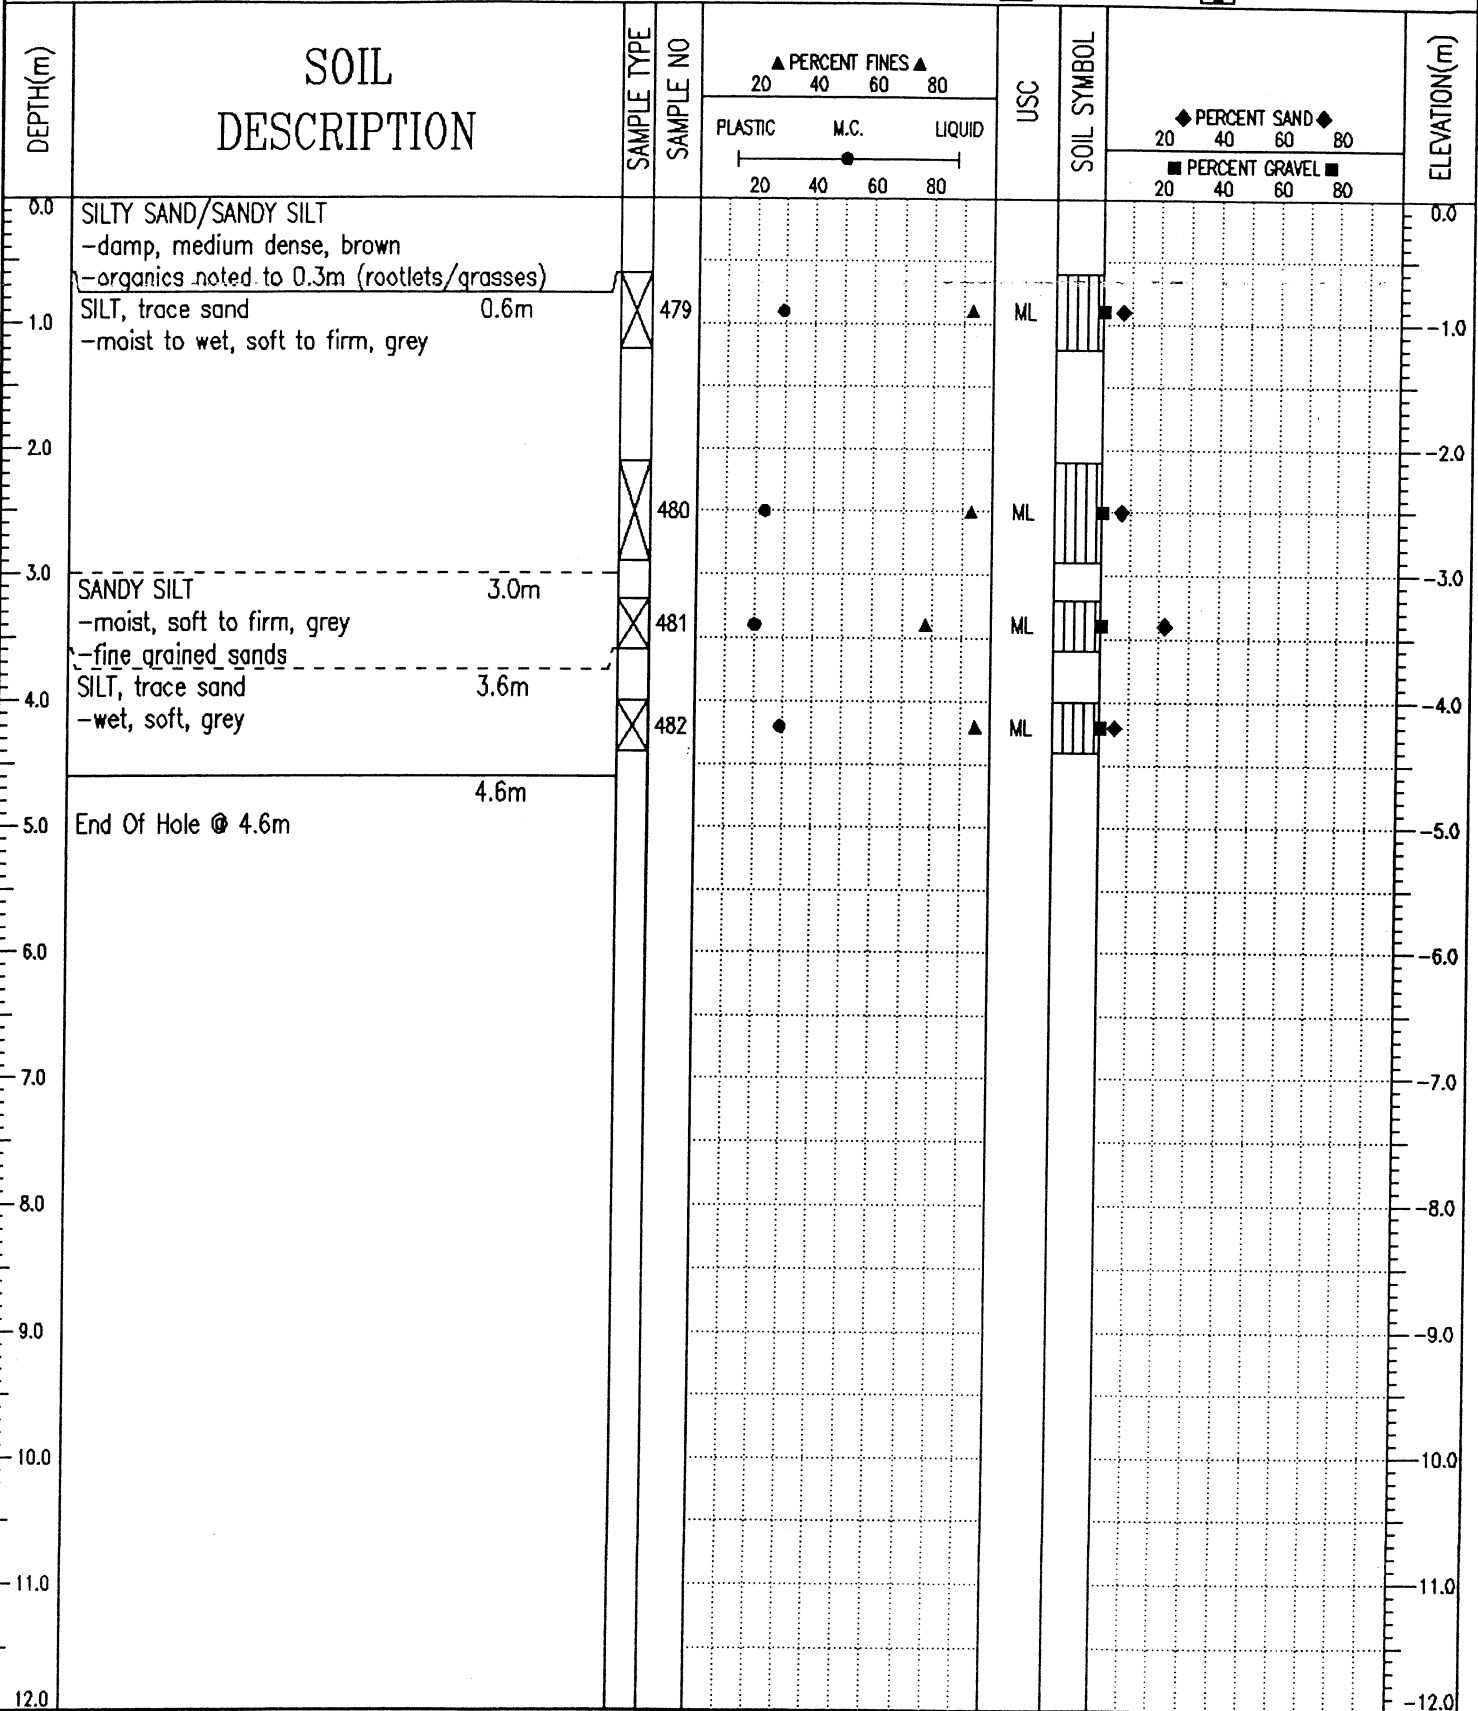 DEPTH(m)
SOIL
DESCRIPTION
SAMPLE TYPE
SAMPLE NO
▲ PERCENT FINES ▲
20 40 60 80
PLASTIC M.C. LIQUID
20 40 60 80
USC
SOIL SYMBOL
◆ PERCENT SAND ◆
20 40 60 80
■ PERCENT GRAVEL ■
20 40 60 80
ELEVATION(m)
0.0
SILTY SAND/SANDY SILT
0.0
-damp, medium dense, brown
-organics noted to 0.3m (rootlets/grasses)
SILT, trace sand 0.6m
479
ML
1.0
-1.0
-moist to wet, soft to firm, grey
2.0
-2.0
480
ML
3.0
-3.0
SANDY SILT 3.0m
-moist, soft to firm, grey
481
ML
-fine grained sands
SILT, trace sand 3.6m
4.0
-4.0
-wet, soft, grey
482
ML
4.6m
5.0
End Of Hole @ 4.6m
-5.0
6.0
-6.0
7.0
-7.0
8.0
-8.0
9.0
-9.0
10.0
-10.0
11.0
-11.0
12.0
-12.0